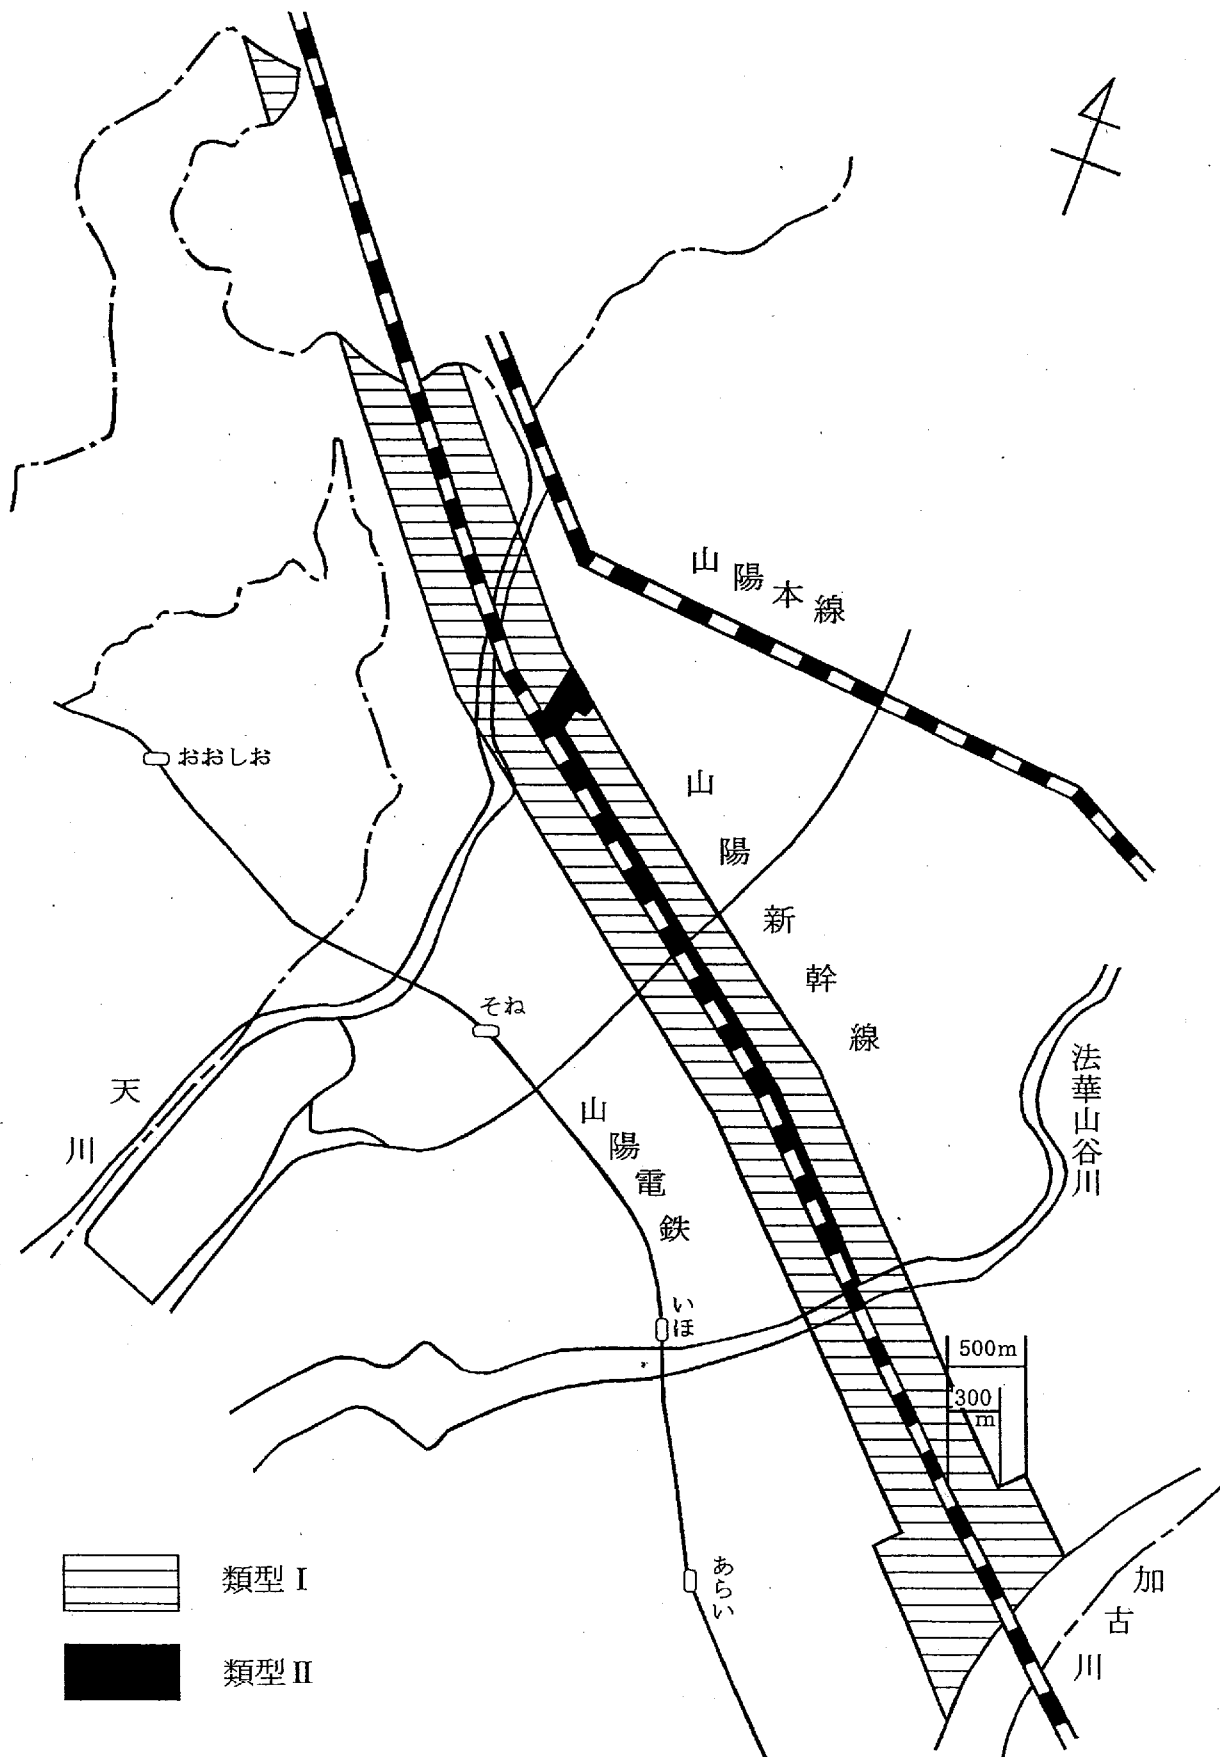 山陽本線
おおしお
山陽新幹線
そね
法華山谷川
天川
山陽電鉄
いほ
500m
300
m
あらい
加古川
類型 I
類型 II